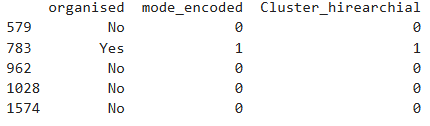 organised mode_encoded Cluster_hirearchial
579 No 0 0
783 Yes 1 1
962 No 0 0
1028 No 0 0
1574 No 0 0